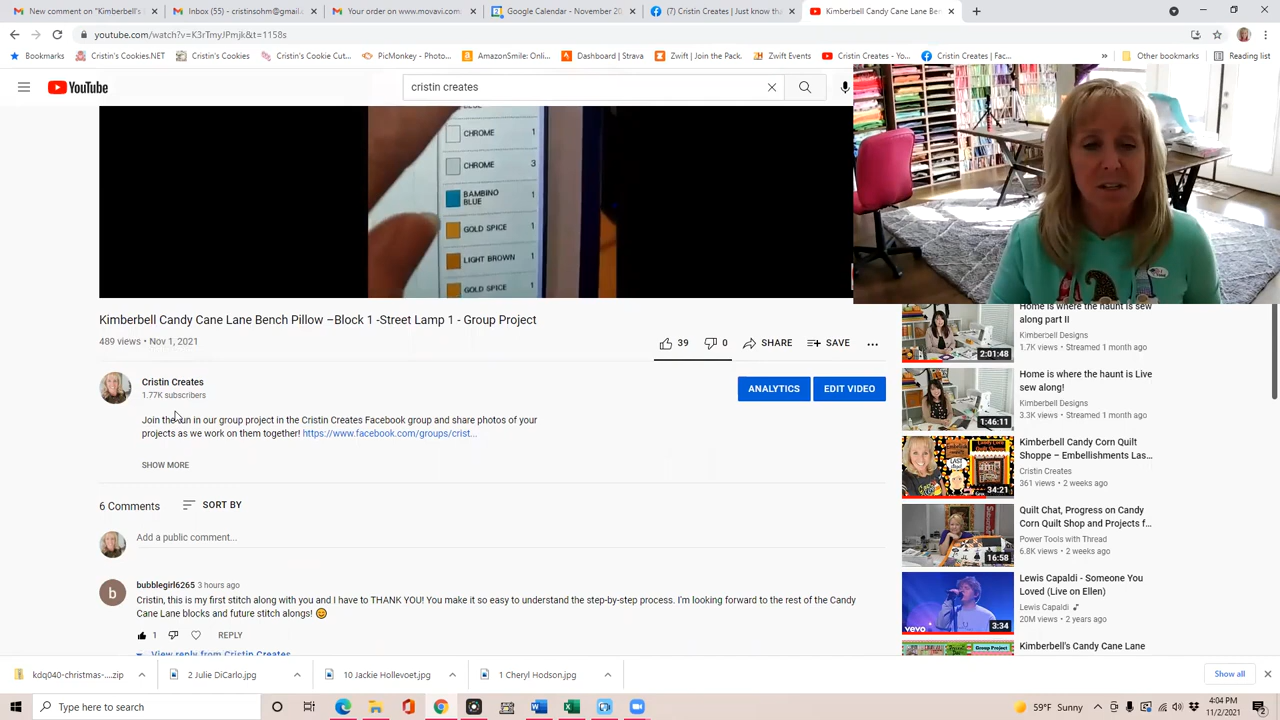 (5) crist
(17) Mess
Inbox (55) - cristinsohm@gmail.c
Google Calendar - November 20
(7) Cristin Creates | Just know th
Kimberbell Candy Cane Lane Be
youtube.com/watch?v=K3rTmyJPmjk&t=1158s
Bookmarks
Cristin's Cookies.NET
Cristin's Cookies
Cristin's Cookie Cut...
PicMonkey - Photo...
AmazonSmile: Onli...
Dashboard | Strava
Zwift | Join the Pack.
Zwift Events
Cristin Creates - Yo...
Cristin Creates | Fac...
»
Other bookmarks
Reading list
YouTube
cristin creates
CHROME 1
CHROME 3
BAMBINO BLUE 1
GOLD SPICE 1
LIGHT BROWN 1
GOLD SPICE 1
Kimberbell Candy Cane Lane Bench Pillow –Block 1 -Street Lamp 1 - Group Project
489 views • Nov 1, 2021
39
0
SHARE
SAVE
Cristin Creates
1.77K subscribers
ANALYTICS
EDIT VIDEO
Join the fun in our group project in the Cristin Creates Facebook group and share photos of your
projects as we work on them together! https://www.facebook.com/groups/crist...
SHOW MORE
6 Comments
SORT BY
Add a public comment...
b
bubblegirl6265 3 hours ago
Cristin, this is my first stitch along with you and I have to THANK YOU! You make it so easy to understand the step-by-step process. I'm looking forward to the rest of the Candy
Cane Lane blocks and future stitch alongs!
1
REPLY
View reply from Cristin Creates
Home is where the haunt is sew
along part II
Kimberbell Designs
1.7K views • Streamed 1 month ago
2:01:48
Home is where the haunt is Live
sew along!
Kimberbell Designs
3.3K views • Streamed 1 month ago
1:46:11
Kimberbell Candy Corn Quilt
Shoppe – Embellishments Las...
Cristin Creates
361 views • 2 weeks ago
34:21
Quilt Chat, Progress on Candy
Corn Quilt Shop and Projects f...
Power Tools with Thread
6.8K views • 2 weeks ago
16:58
Lewis Capaldi - Someone You
Loved (Live on Ellen)
Lewis Capaldi
20M views • 2 years ago
vevo
3:34
Kimberbell's Candy Cane Lane
Group Project
kdq040-christmas-....zip
2 Julie DiCarlo.jpg
10 Jackie Hollevoet.jpg
1 Cheryl Hodson.jpg
Show all
Type here to search
59°F
4:04 PM
11/2/2021
2